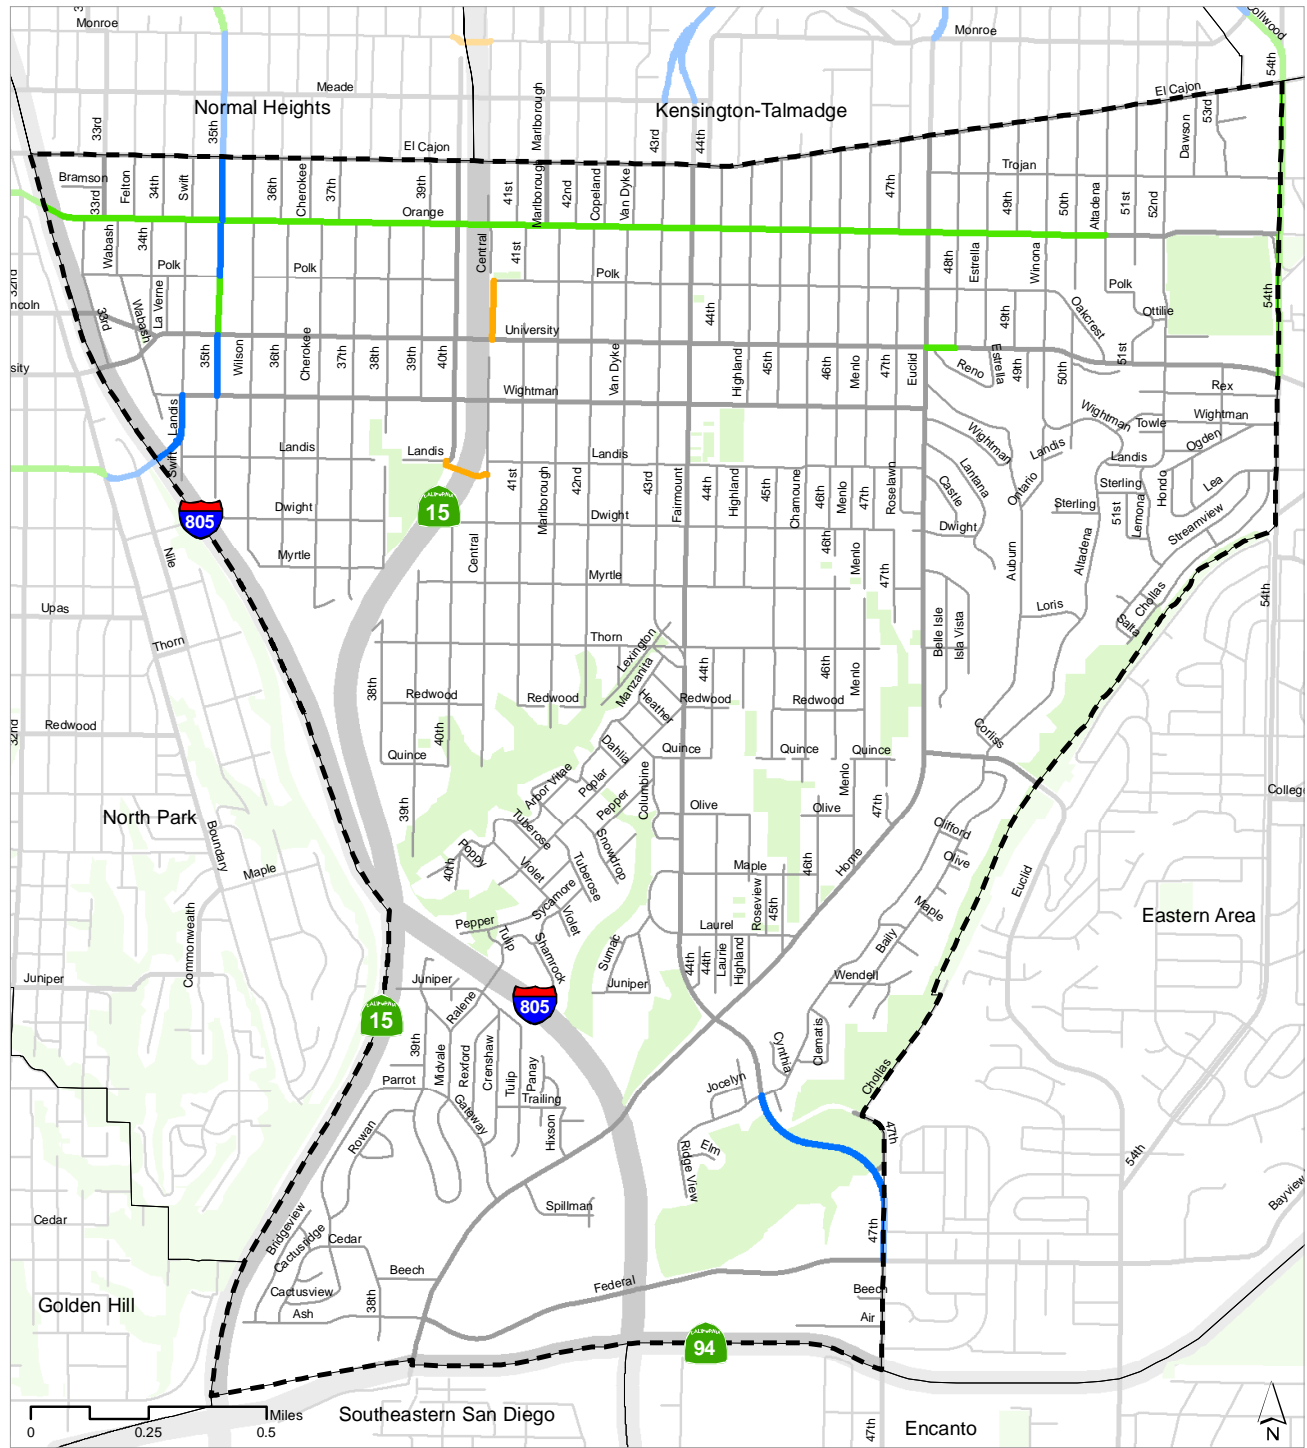 Monroe
Monroe
Collwood
54th
Meade
El Cajon
Normal Heights
Kensington-Talmadge
33rd
35th
Marlborough
43rd
44th
53rd
Dawson
El Cajon
Trojan
Bramson
33rd
Felton
34th
Swift
36th
Cherokee
37th
39th
41st
Marlborough
42nd
Copeland
Van Dyke
47th
49th
50th
Altadena
51st
52nd
Orange
Wabash
34th
Central
41st
48th
Estrella
Winona
Polk
Polk
Polk
Polk
54th
32nd
ncoln
33rd
Wabash
La Verne
44th
49th
Oakcrest
Ottilie
51st
University
sity
35th
Wilson
36th
Cherokee
37th
38th
39th
40th
Van Dyke
Highland
45th
46th
Menlo
47th
Euclid
Reno
Estrella
49th
50th
Rex
Wightman
Wightman
Wightman
Towle
Wightman
Landis
Swift
Landis
Landis
Landis
Landis
Landis
Ogden
805
15
41st
Marlborough
42nd
43rd
Fairmount
44th
Highland
45th
Chamoune
46th
Menlo
47th
Roselawn
Castle
Lantana
Ontario
Sterling
Sterling
51st
Lemona
Hondo
Lea
Streamview
Dwight
Dwight
Dwight
Nile
Myrtle
Central
Myrtle
46th
Menlo
47th
Auburn
Altadena
54th
Upas
Thorn
Thorn
Lexington
Manzanita
Loris
Chollas
Salta
Belle Isle
Isla Vista
44th
46th
Menlo
38th
Redwood
Redwood
Redwood
Redwood
Heather
32nd
Redwood
40th
Quince
Dahlia
Quince
Quince
Quince
Corliss
North Park
39th
Arbor Vitae
Poplar
Pepper
Columbine
Olive
Olive
Menlo
47th
College
Boundary
Maple
Tuberose
Snowdrop
Poppy
40th
Violet
Tuberose
Maple
46th
Home
Clifford
Olive
Euclid
Sycamore
Violet
Pepper
Tulip
Shamrock
Sumac
Roseview
45th
Laurel
Maple
Baily
Eastern Area
Commonwealth
Juniper
Juniper
Juniper
44th
44th
Laurie
Highland
Wendell
805
15
Ralene
39th
Midvale
Rexford
Crenshaw
Tulip
Panay
Clematis
Cynthia
Jocelyn
Chollas
Parrot
Gateway
Trailing
Hixson
Rowan
Ridge View
Elm
47th
54th
Cedar
Bridgeview
Cactusridge
Cedar
Spillman
47th
Bayview
Beech
Federal
Golden Hill
Cactusview
Ash
38th
Beech
Air
94
0
0.25
0.5
Miles
Southeastern San Diego
47th
Encanto
N